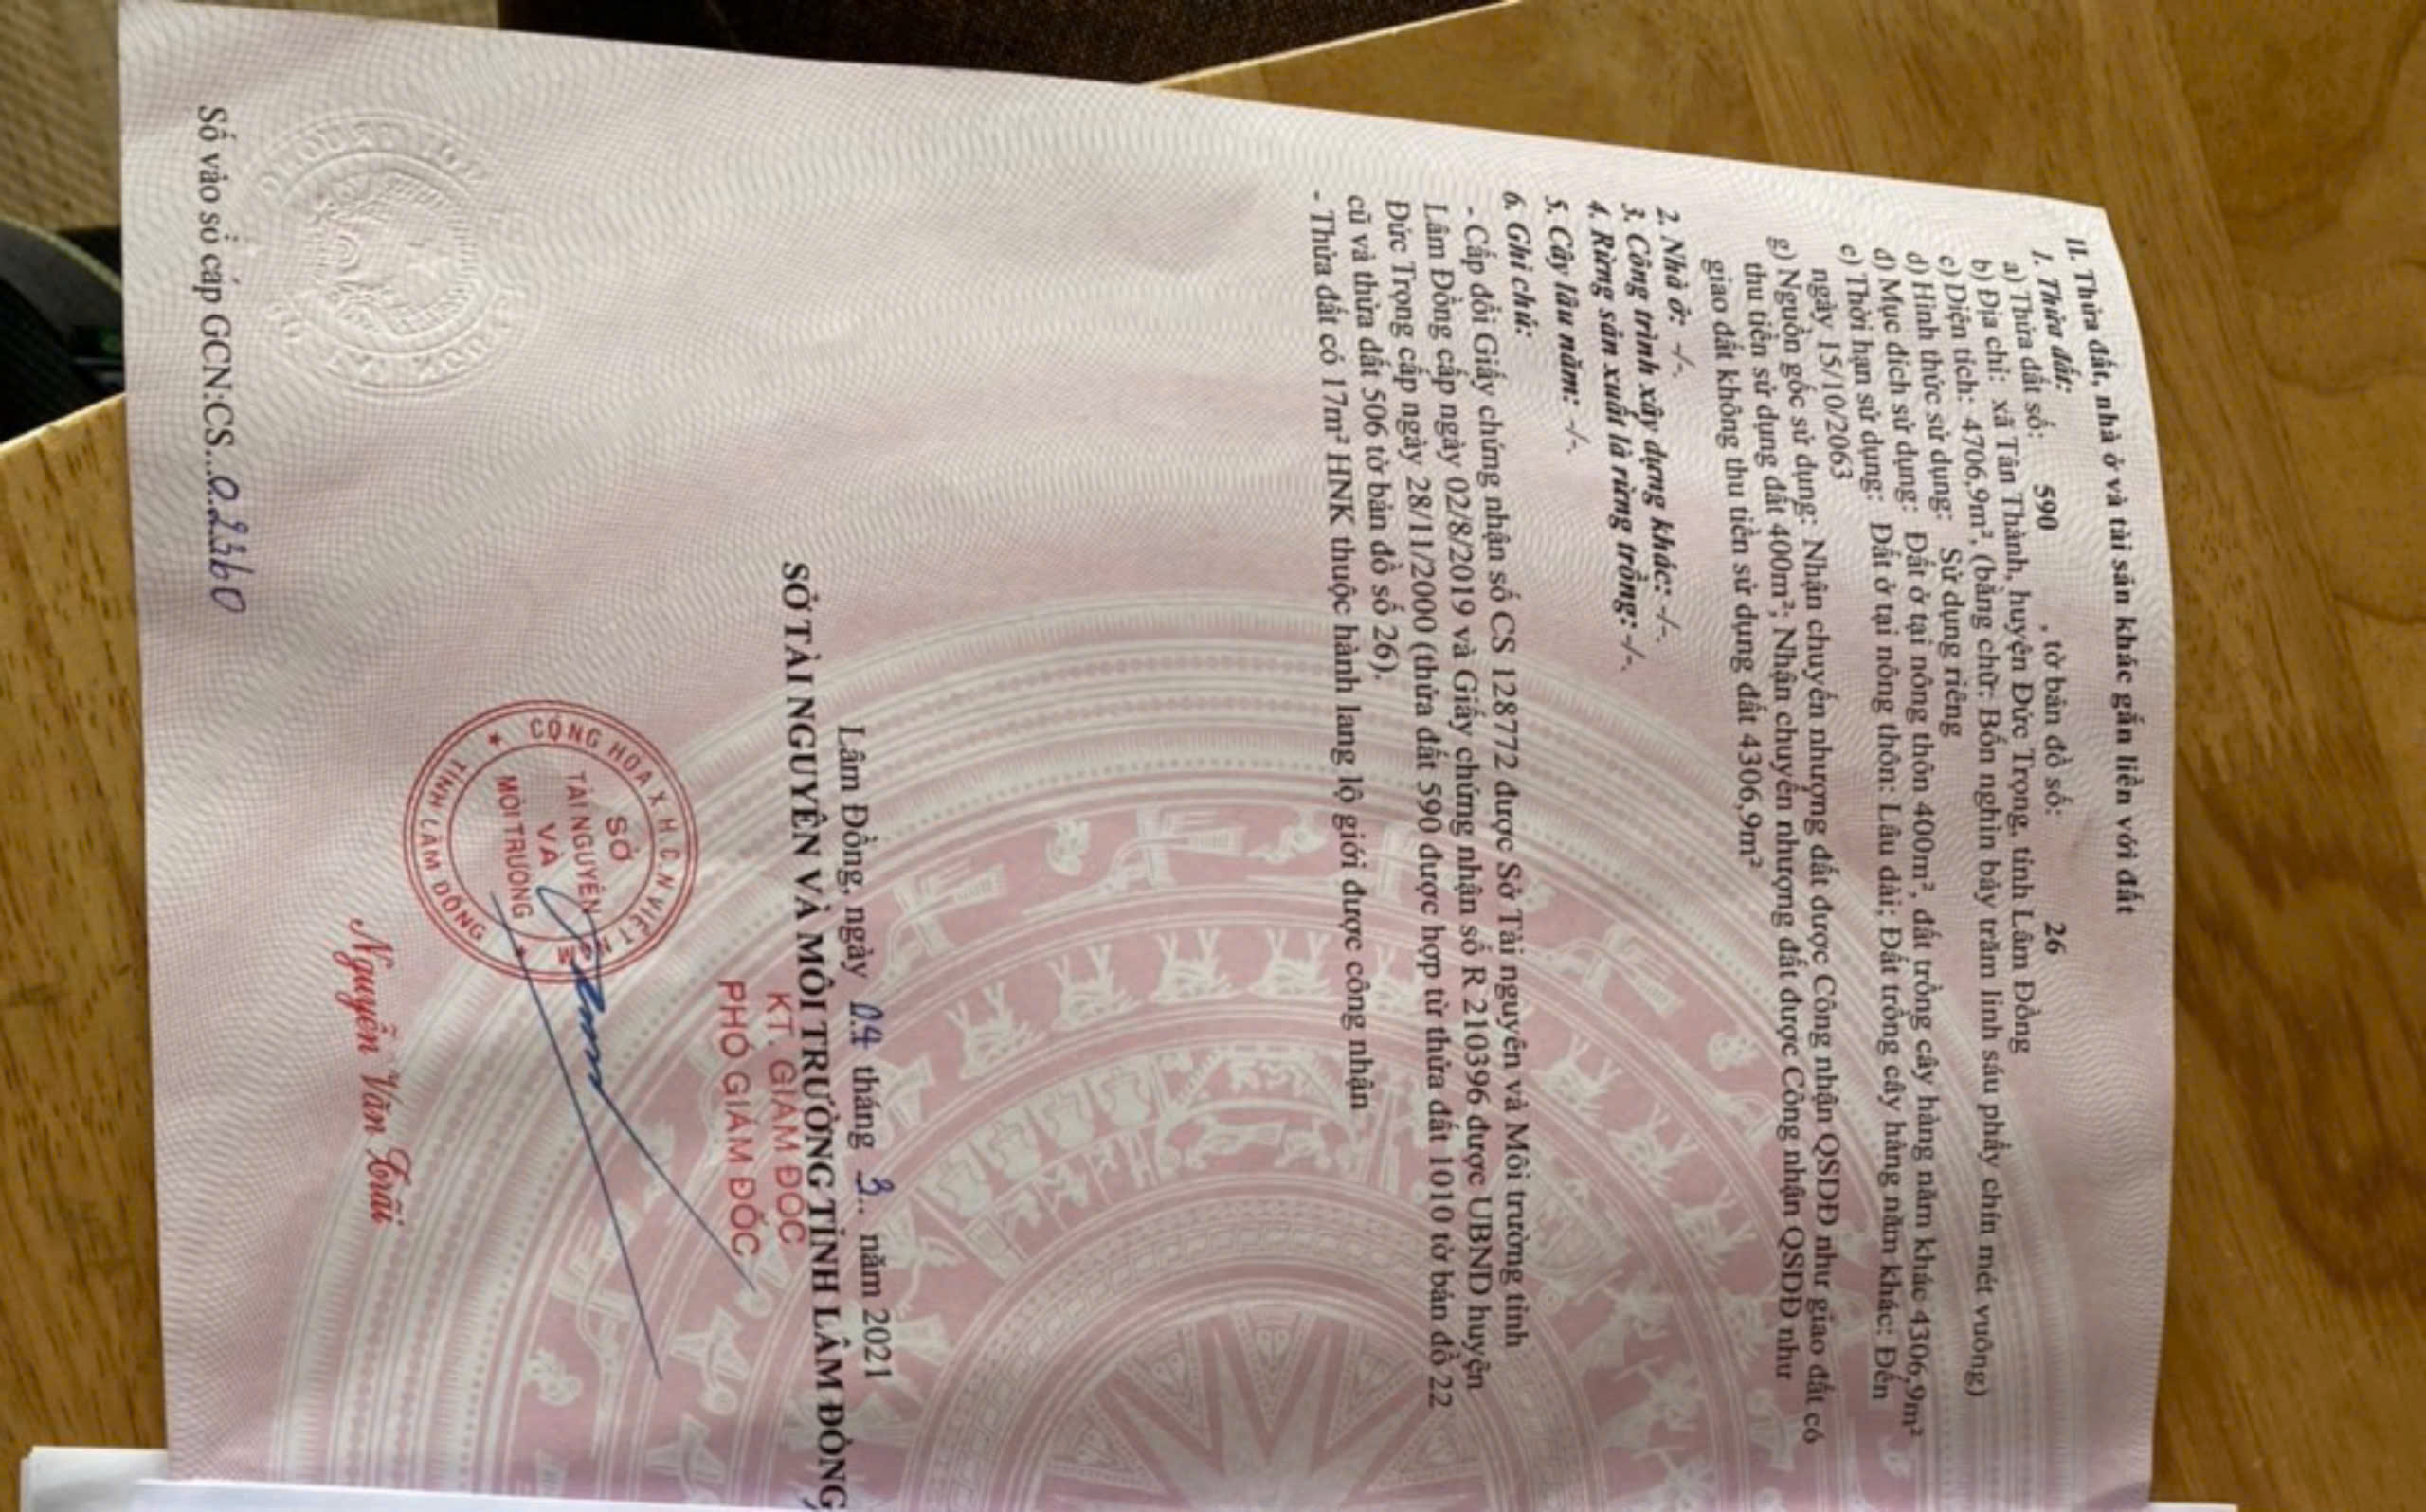 II. Thửa đất, nhà ở và tài sản khác gắn liền với đất
1. Thửa đất:
a) Thửa đất số: 590 , tờ bản đồ số: 26
b) Địa chỉ: xã Tân Thành, huyện Đức Trọng, tỉnh Lâm Đồng
c) Diện tích: 4706,9m², (bằng chữ: Bốn nghìn bảy trăm linh sáu phẩy chín mét vuông)
d) Hình thức sử dụng: Sử dụng riêng
đ) Mục đích sử dụng: Đất ở tại nông thôn 400m², đất trồng cây hàng năm khác 4306,9m²
e) Thời hạn sử dụng: Đất ở tại nông thôn: Lâu dài; Đất trồng cây hàng năm khác: Đến
ngày 15/10/2063
g) Nguồn gốc sử dụng: Nhận chuyển nhượng đất được Công nhận QSDĐ như giao đất có
thu tiền sử dụng đất 400m²; Nhận chuyển nhượng đất được Công nhận QSDĐ như
giao đất không thu tiền sử dụng đất 4306,9m²
2. Nhà ở: -/-.
3. Công trình xây dựng khác: -/-.
4. Rừng sản xuất là rừng trồng: -/-.
5. Cây lâu năm: -/-.
6. Ghi chú:
- Cấp đổi Giấy chứng nhận số CS 128772 được Sở Tài nguyên và Môi trường tỉnh
Lâm Đồng cấp ngày 02/8/2019 và Giấy chứng nhận số R 210396 được UBND huyện
Đức Trọng cấp ngày 28/11/2000 (thửa đất 590 được hợp từ thửa đất 1010 tờ bản đồ 22
cũ và thửa đất 506 tờ bản đồ số 26).
- Thửa đất có 17m² HNK thuộc hành lang lộ giới được công nhận
Lâm Đồng, ngày 04 tháng 3.. năm 2021
SỞ TÀI NGUYÊN VÀ MÔI TRƯỜNG TỈNH LÂM ĐỒNG
KT. GIÁM ĐỐC
PHÓ GIÁM ĐỐC
CỘNG HOÀ X.H.C.N VIỆT NAM
SỞ
TÀI NGUYÊN
VÀ
MÔI TRƯỜNG
TỈNH LÂM ĐỒNG
Nguyễn Văn Trãi
Số vào sổ cấp GCN:CS...02360